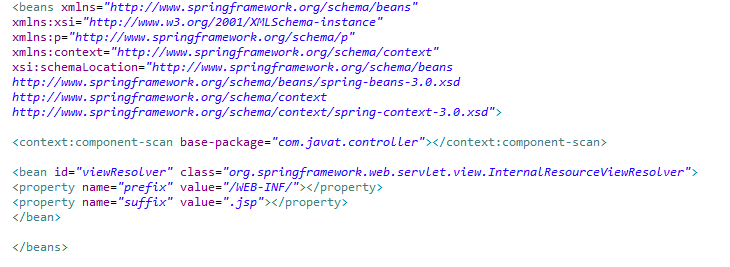 <beans xmlns="http://www.springframework.org/schema/beans"
xmlns:xsi="http://www.w3.org/2001/XMLSchema-instance"
xmlns:p="http://www.springframework.org/schema/p"
xmlns:context="http://www.springframework.org/schema/context"
xsi:schemaLocation="http://www.springframework.org/schema/beans
http://www.springframework.org/schema/beans/spring-beans-3.0.xsd
http://www.springframework.org/schema/context
http://www.springframework.org/schema/context/spring-context-3.0.xsd">
<context:component-scan base-package="com.javat.controller"></context:component-scan>
<bean id="viewResolver" class="org.springframework.web.servlet.view.InternalResourceViewResolver">
<property name="prefix" value="/WEB-INF/"></property>
<property name="suffix" value=".jsp"></property>
</bean>
</beans>